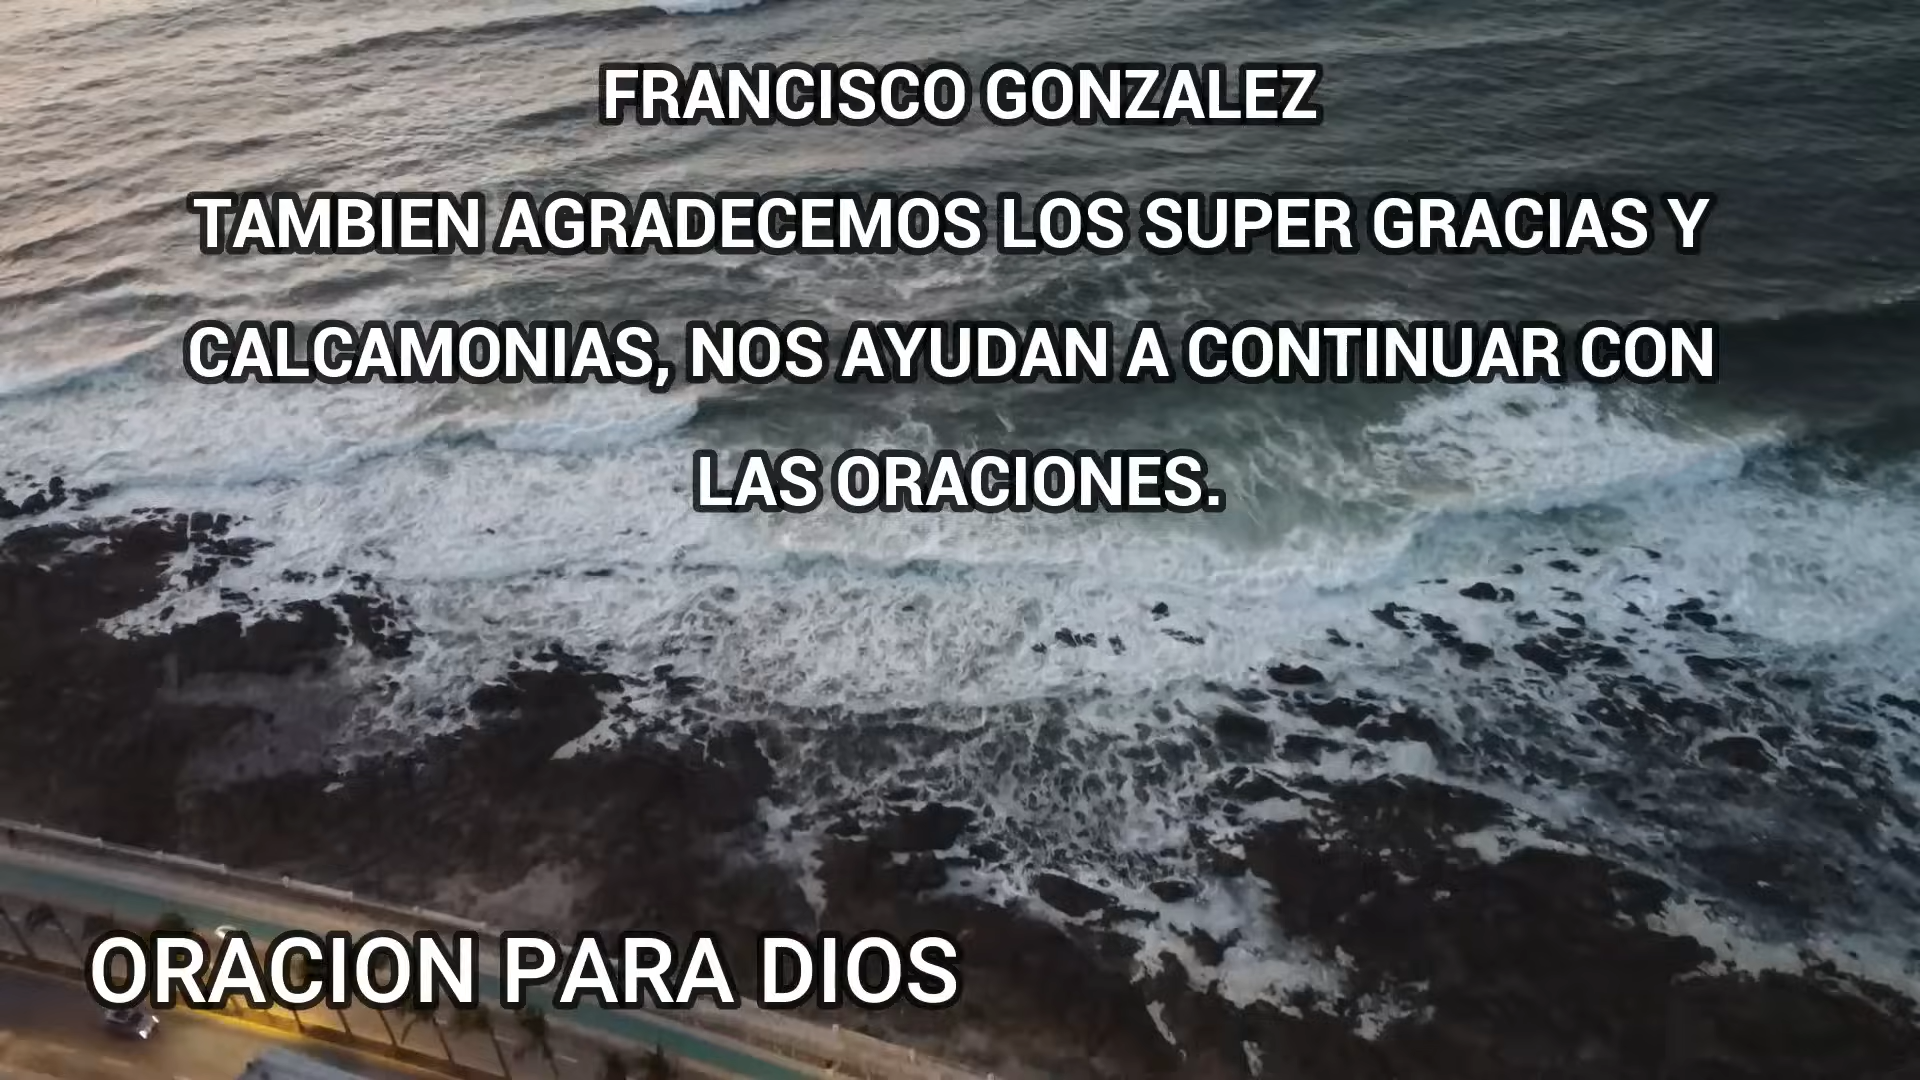 FRANCISCO GONZALEZ
TAMBIEN AGRADECEMOS LOS SUPER GRACIAS Y
CALCAMONIAS, NOS AYUDAN A CONTINUAR CON
LAS ORACIONES.
ORACION PARA DIOS